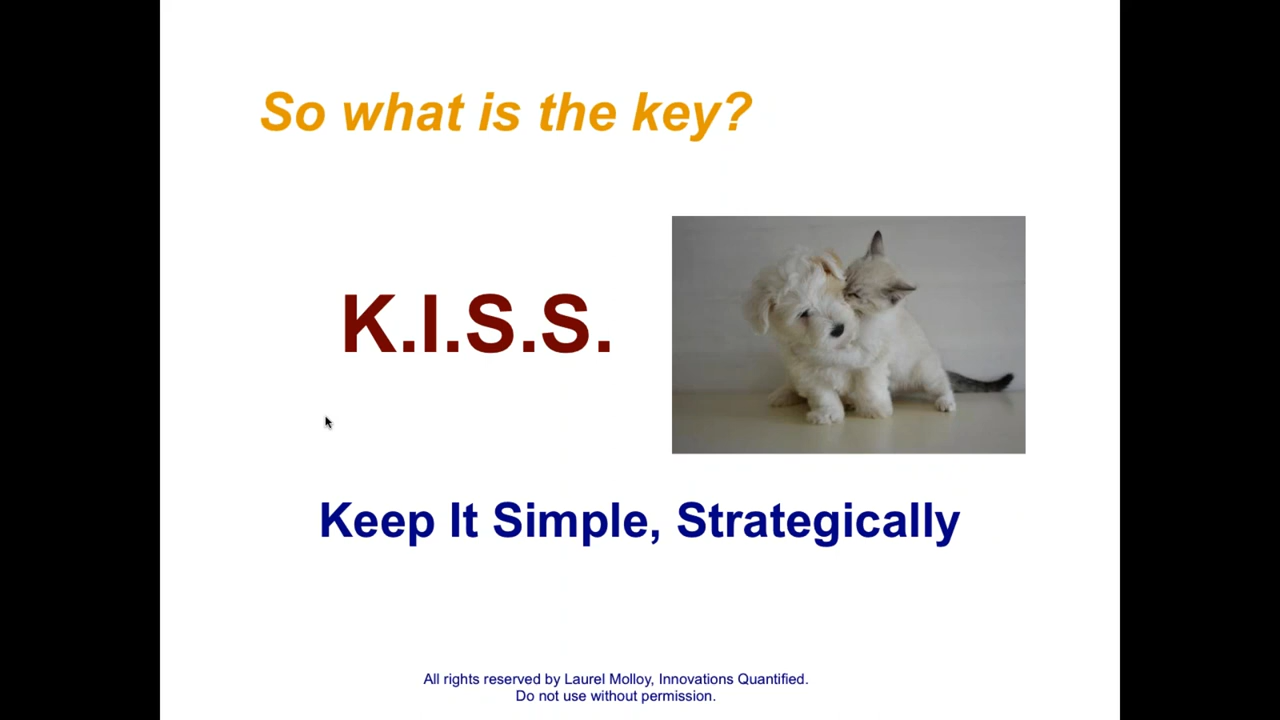 So what is the key?
K.I.S.S.
Keep It Simple, Strategically
All rights reserved by Laurel Molloy, Innovations Quantified.
Do not use without permission.